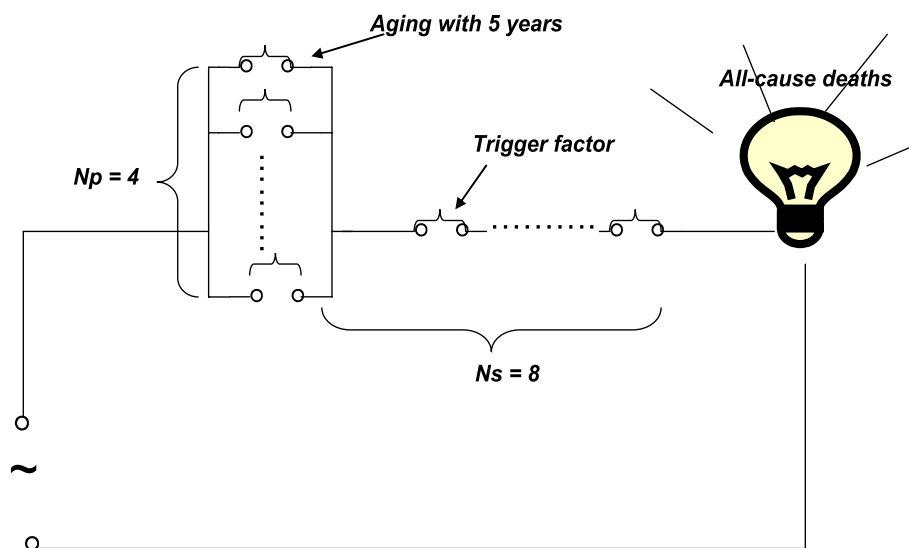 Aging with 5 years
All-cause deaths
Trigger factor
Np = 4
Ns = 8
~